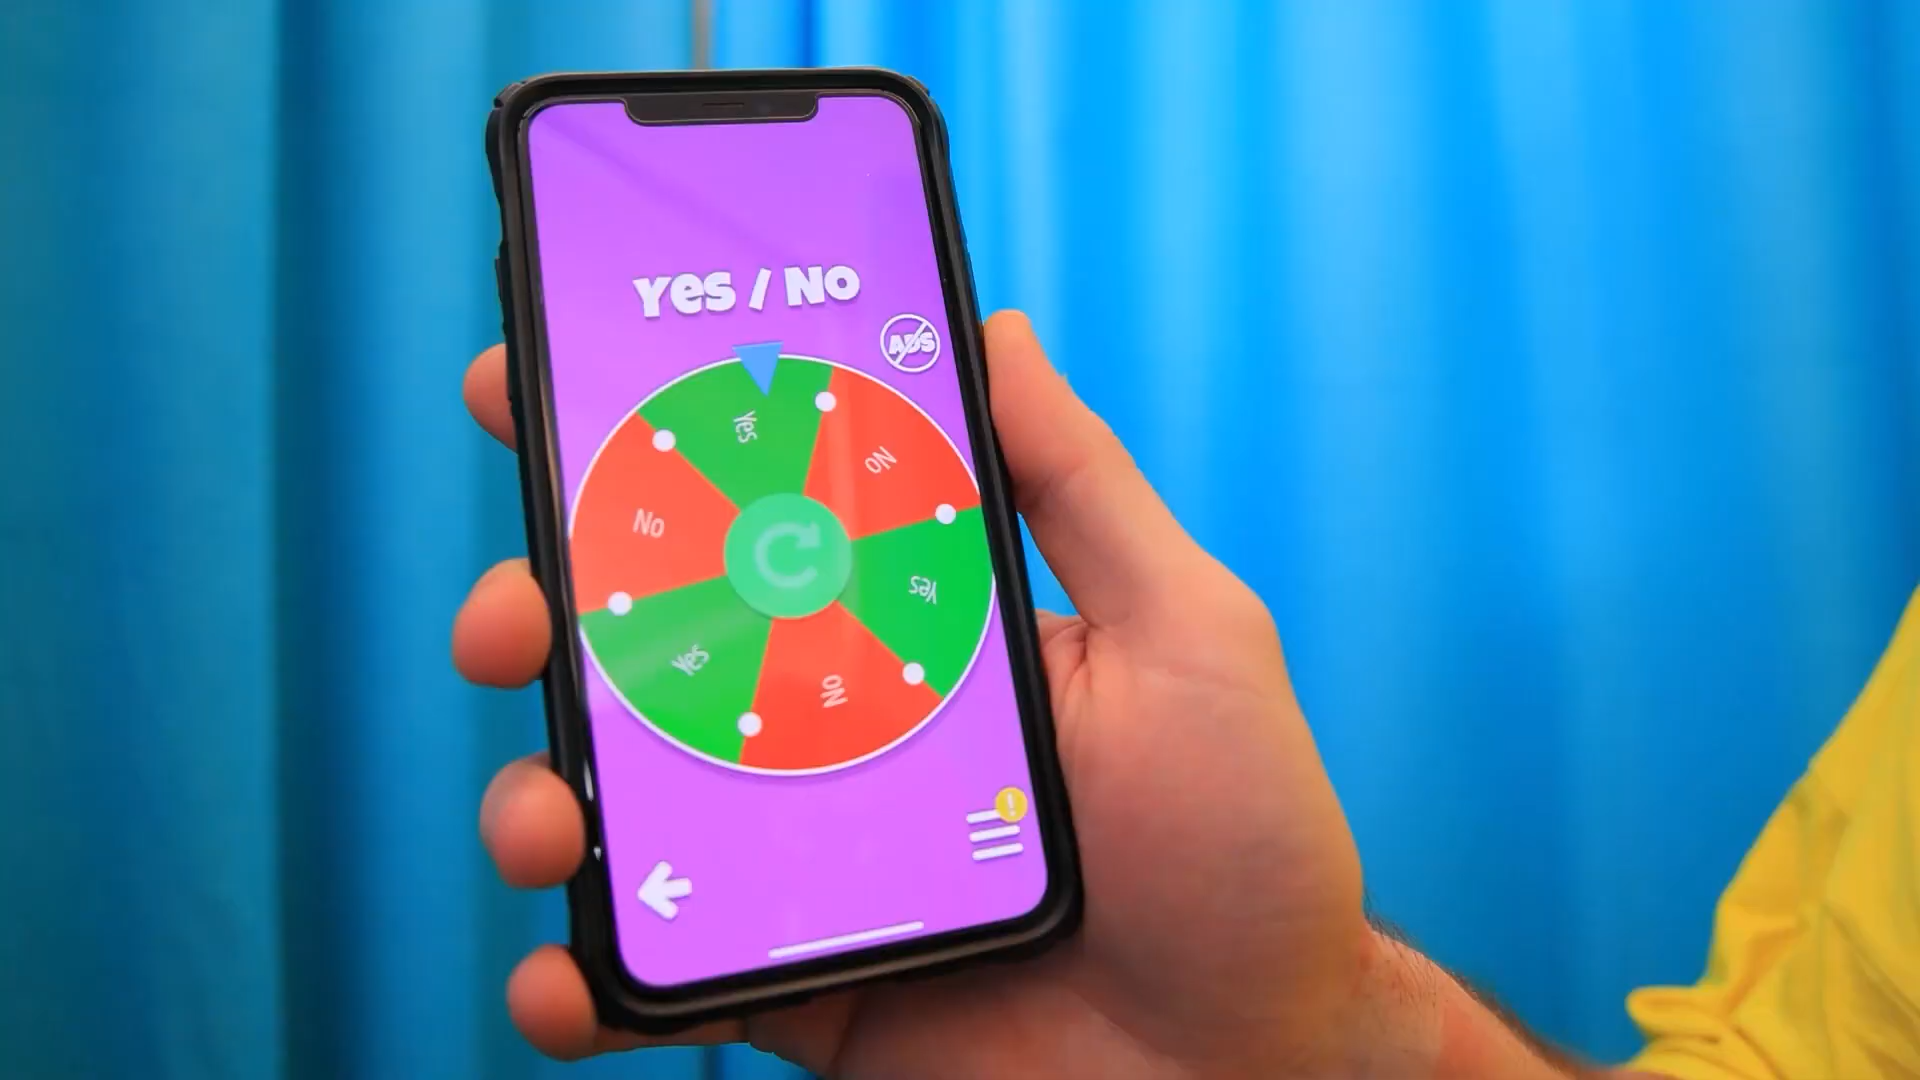 Yes / No
ADS
Yes
No
No
Yes
Yes
No
!